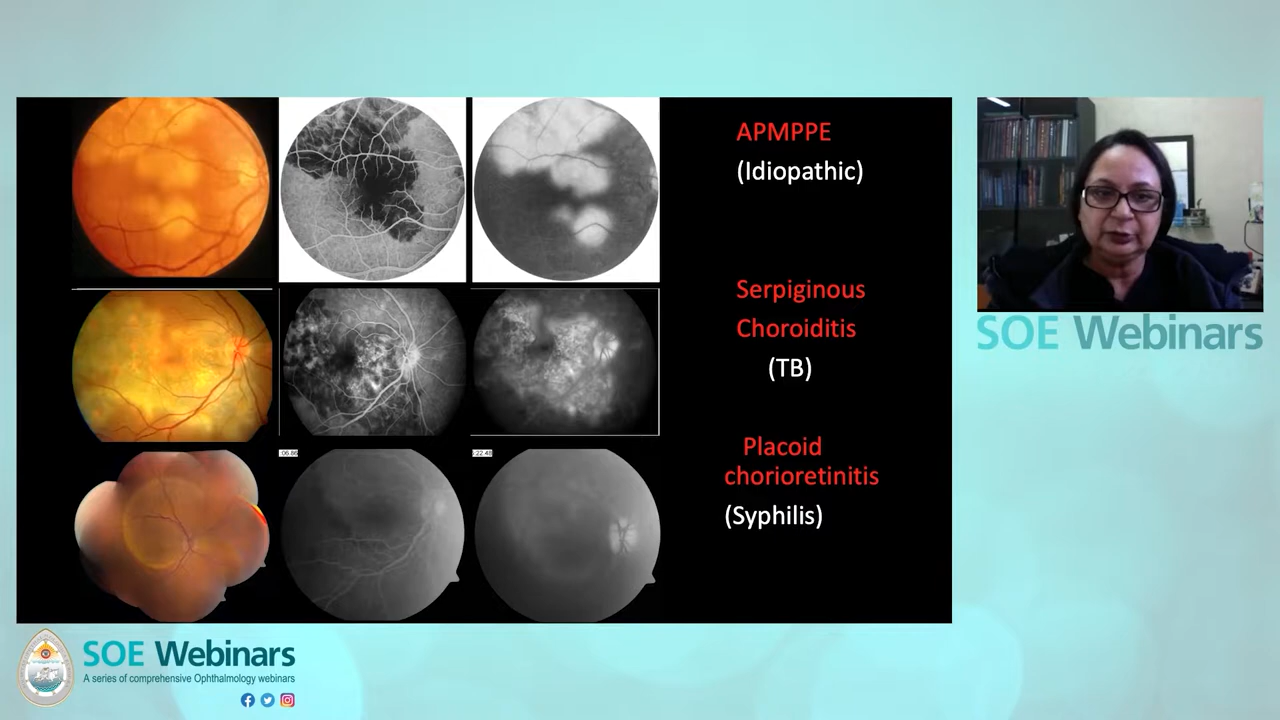 APMPPE
(Idiopathic)
Serpiginous
Choroiditis
(TB)
Placoid
chorioretinitis
(Syphilis)
SOE Webinars
SOE Webinars
A series of comprehensive Ophthalmology webinars